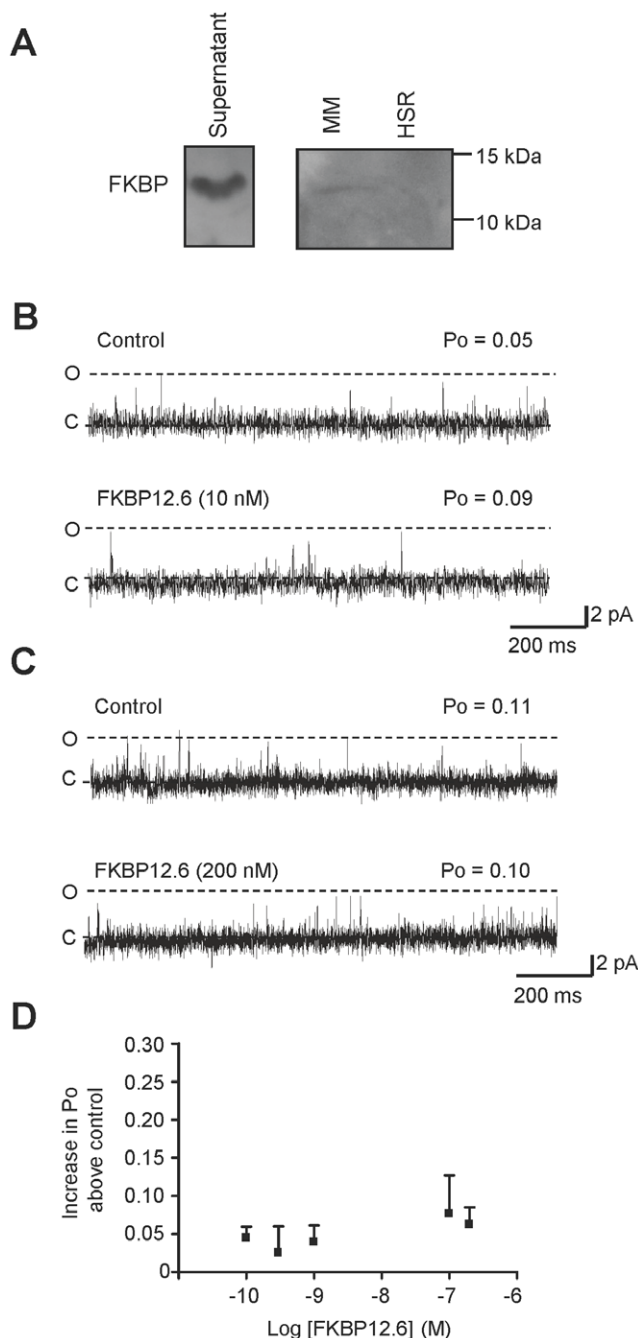 A
Supernatant
MM
HSR
FKBP
15 kDa
10 kDa
B
Control Po = 0.05
O
C
FKBP12.6 (10 nM) Po = 0.09
O
C
2 pA
200 ms
C
Control Po = 0.11
O
C
FKBP12.6 (200 nM) Po = 0.10
O
C
2 pA
200 ms
D
Increase in Po
above control
0.30
0.25
0.20
0.15
0.10
0.05
0
-10 -9 -8 -7 -6
Log [FKBP12.6] (M)